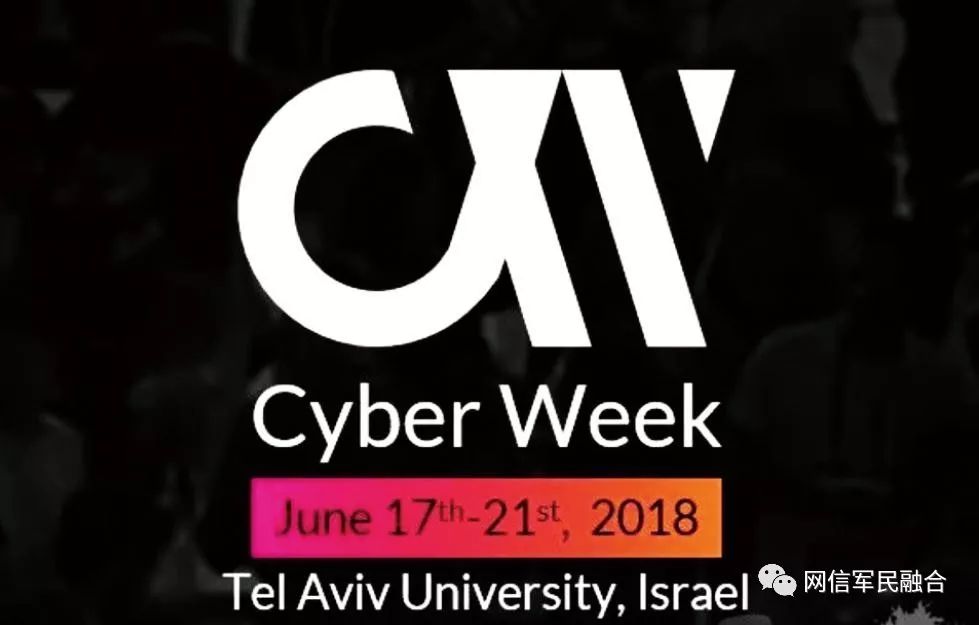 CW
Cyber Week
June 17th-21st, 2018
Tel Aviv University, Israel
网信军民融合